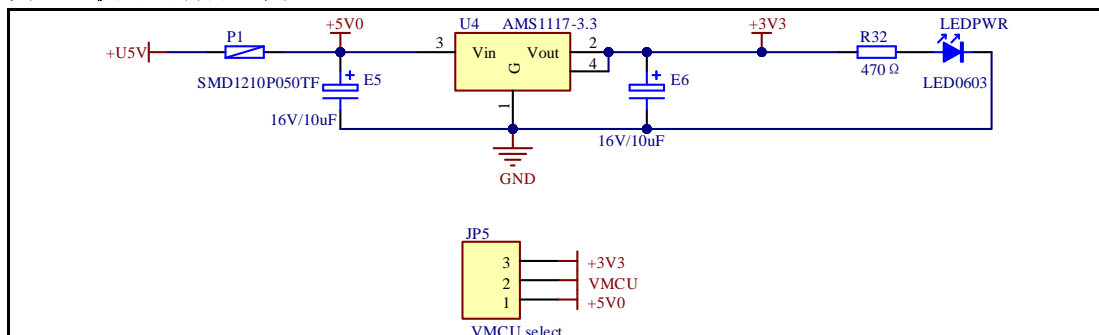 U4 AMS1117-3.3
+5V0
+3V3
LEDPWR
P1
R32
+U5V
3
Vin
Vout
2
4
G
1
SMD1210P050TF
E5
E6
470 Ω
LED0603
16V/10uF
16V/10uF
GND
JP5
3 +3V3
2 VMCU
1 +5V0
VMCU select